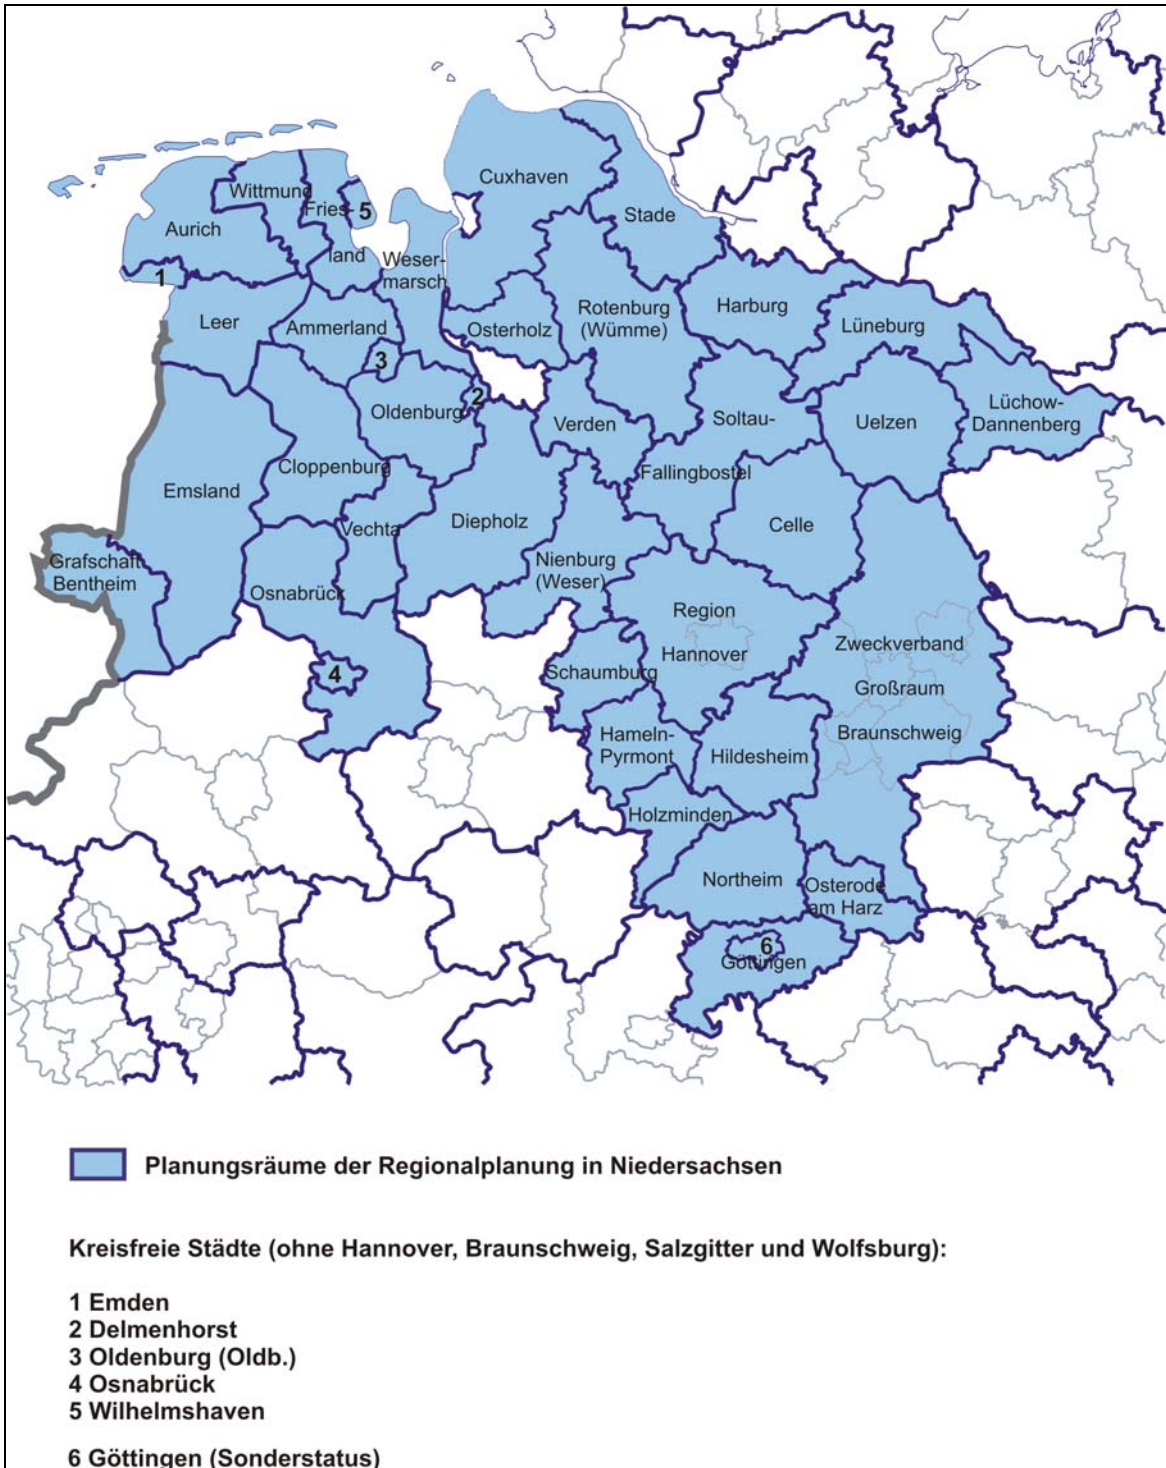 Cuxhaven
Wittmund
Fries-
5
Stade
Aurich
land
Weser-
marsch
1
Rotenburg
(Wümme)
Harburg
Leer
Ammerland
Osterholz
Lüneburg
3
2
Oldenburg
Verden
Soltau-
Uelzen
Lüchow-
Dannenberg
Cloppenburg
Fallingbostel
Emsland
Vechta
Diepholz
Celle
Grafschaft
Bentheim
Osnabrück
Nienburg
(Weser)
Region
Hannover
Zweckverband
Großraum
Braunschweig
4
Schaumburg
Hameln-
Pyrmont
Hildesheim
Holzminden
Northeim
Osterode
am Harz
6
Göttingen
Planungsräume der Regionalplanung in Niedersachsen
Kreisfreie Städte (ohne Hannover, Braunschweig, Salzgitter und Wolfsburg):
1 Emden
2 Delmenhorst
3 Oldenburg (Oldb.)
4 Osnabrück
5 Wilhelmshaven
6 Göttingen (Sonderstatus)